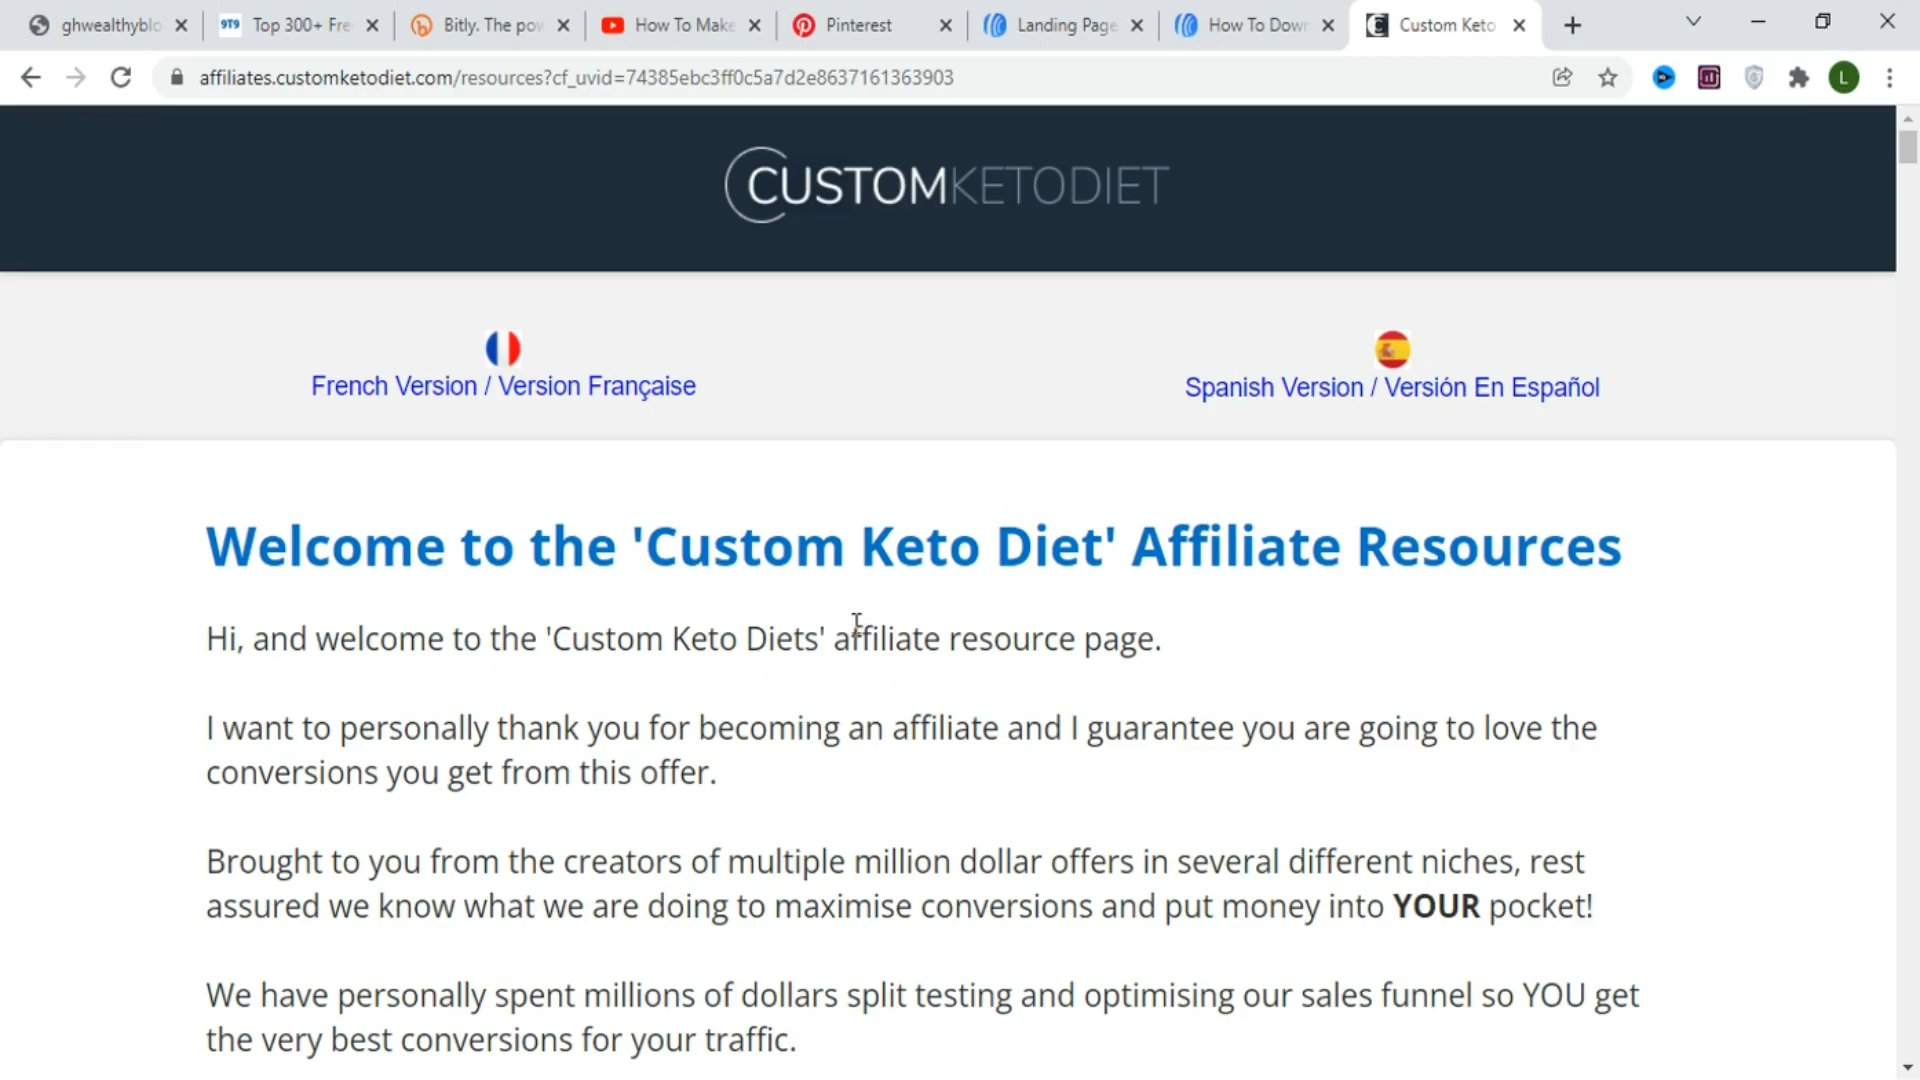 ghwealthyblo
9T9 Top 300+ Fre
Bitly. The pow
How To Make
Pinterest
Landing Page
How To Down
Custom Keto
affiliates.customketodiet.com/resources?cf_uvid=74385ebc3ff0c5a7d2e8637161363903
L
CUSTOMKETODIET
French Version / Version Française
Spanish Version / Versión En Español
Welcome to the 'Custom Keto Diet' Affiliate Resources
Hi, and welcome to the 'Custom Keto Diets' affiliate resource page.
I want to personally thank you for becoming an affiliate and I guarantee you are going to love the
conversions you get from this offer.
Brought to you from the creators of multiple million dollar offers in several different niches, rest
assured we know what we are doing to maximise conversions and put money into YOUR pocket!
We have personally spent millions of dollars split testing and optimising our sales funnel so YOU get
the very best conversions for your traffic.